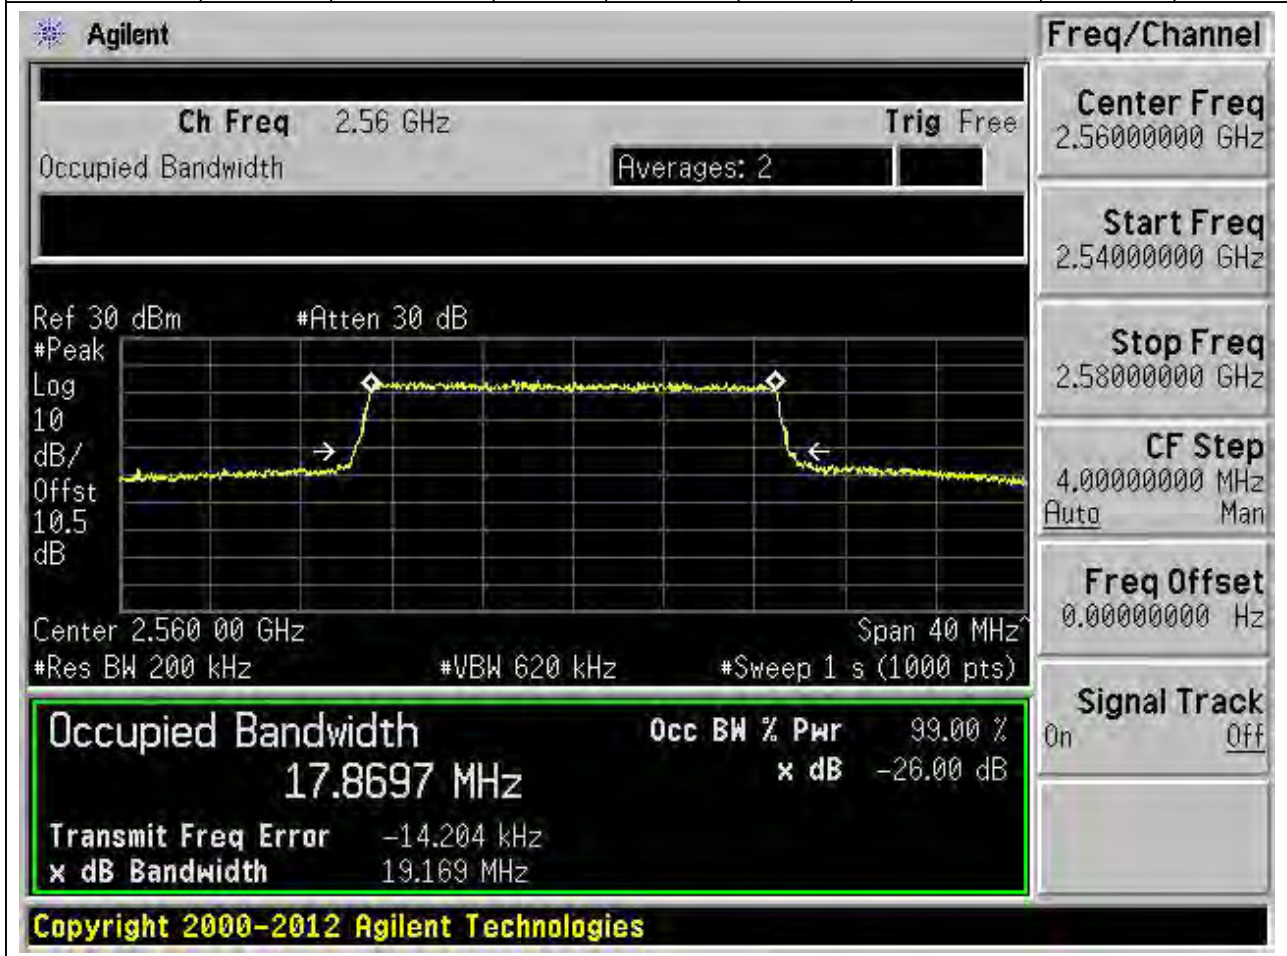 Agilent
Freq/Channel
Ch Freq 2.56 GHz Trig Free
Occupied Bandwidth Averages: 2
Center Freq
2.56000000 GHz
Start Freq
2.54000000 GHz
Stop Freq
2.58000000 GHz
CF Step
4.00000000 MHz
Auto Man
Freq Offset
0.00000000 Hz
Signal Track
On Off
Ref 30 dBm #Atten 30 dB
#Peak
Log
10
dB/
Offst
10.5
dB
Center 2.560 00 GHz Span 40 MHz^
#Res BW 200 kHz #VBW 620 kHz #Sweep 1 s (1000 pts)
Occupied Bandwidth Occ BW % Pwr 99.00 %
17.8697 MHz x dB -26.00 dB
Transmit Freq Error -14.204 kHz
x dB Bandwidth 19.169 MHz
Copyright 2000-2012 Agilent Technologies